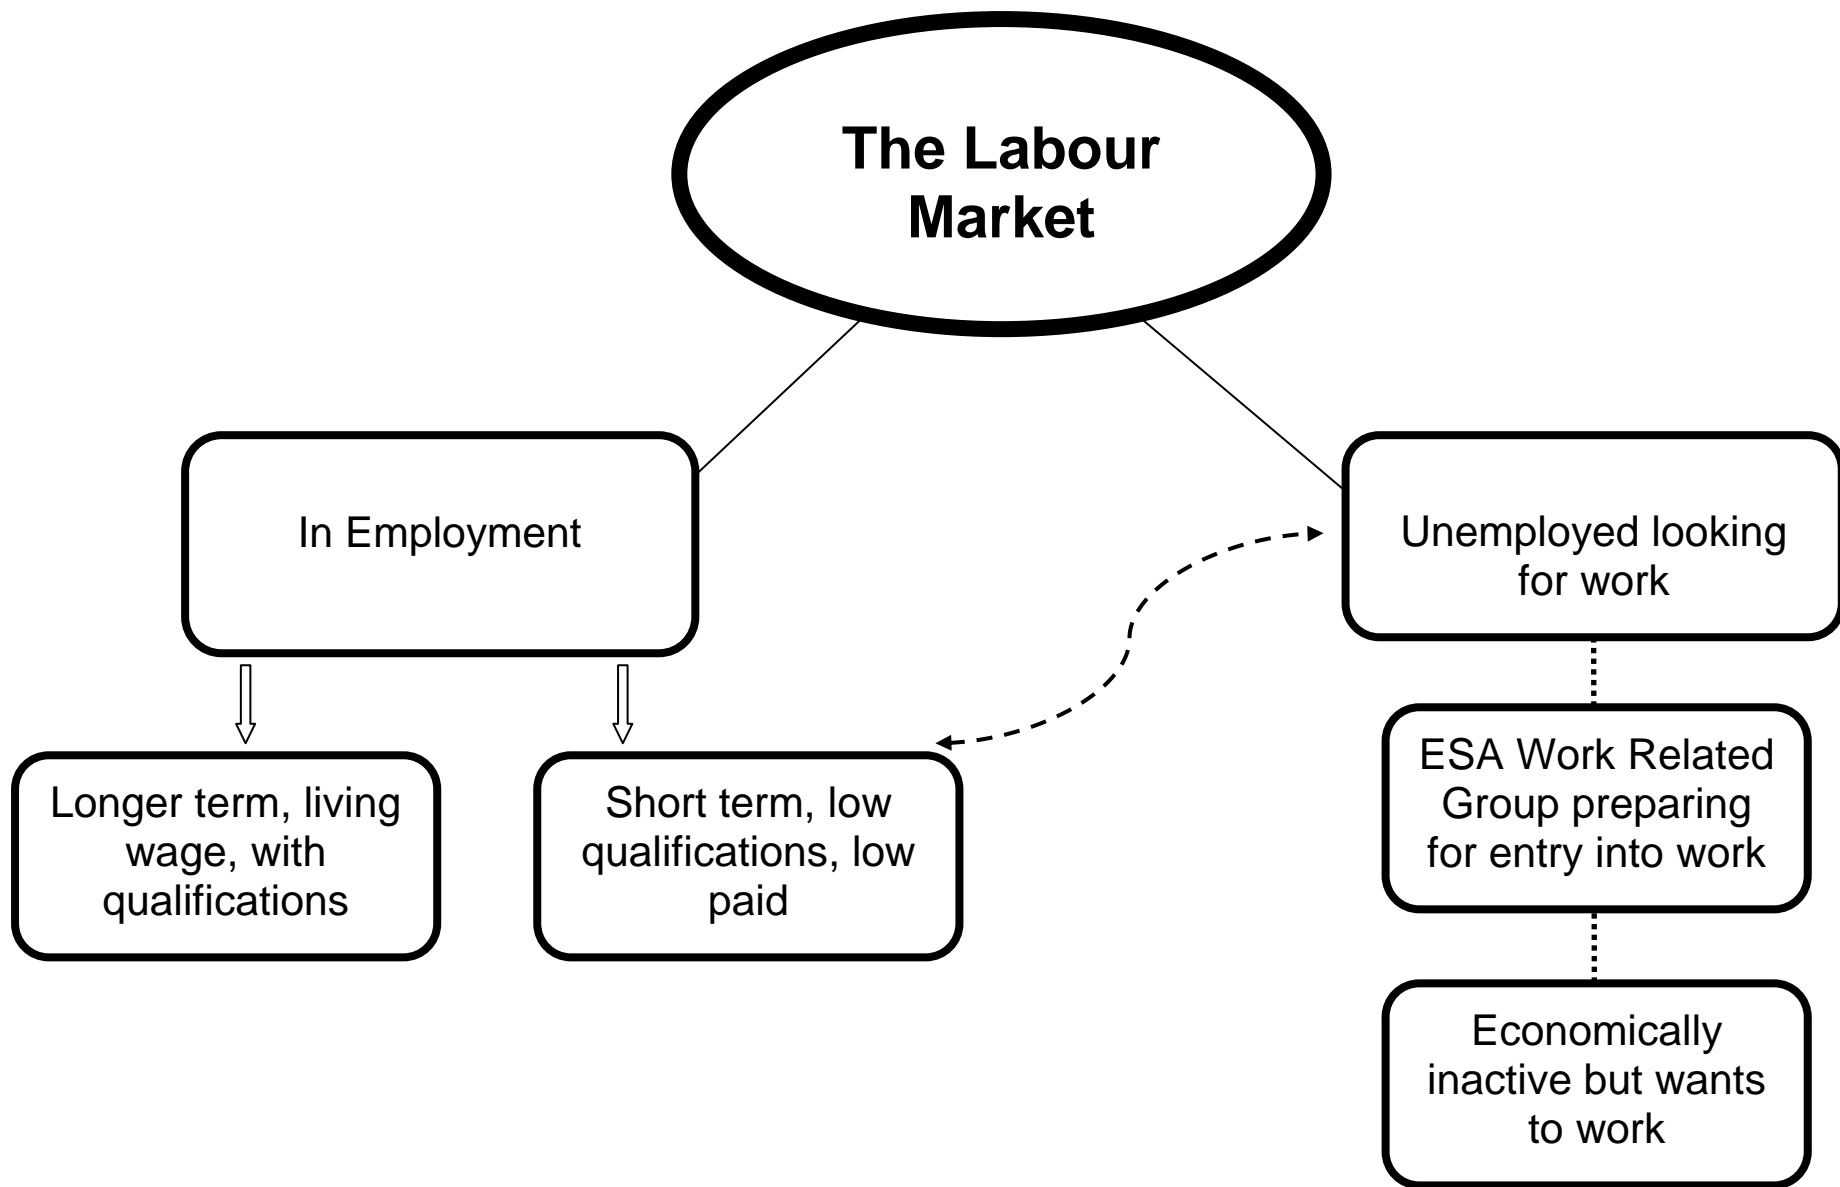 The Labour
Market
In Employment
Unemployed looking
for work
Longer term, living
wage, with
qualifications
Short term, low
qualifications, low
paid
ESA Work Related
Group preparing
for entry into work
Economically
inactive but wants
to work